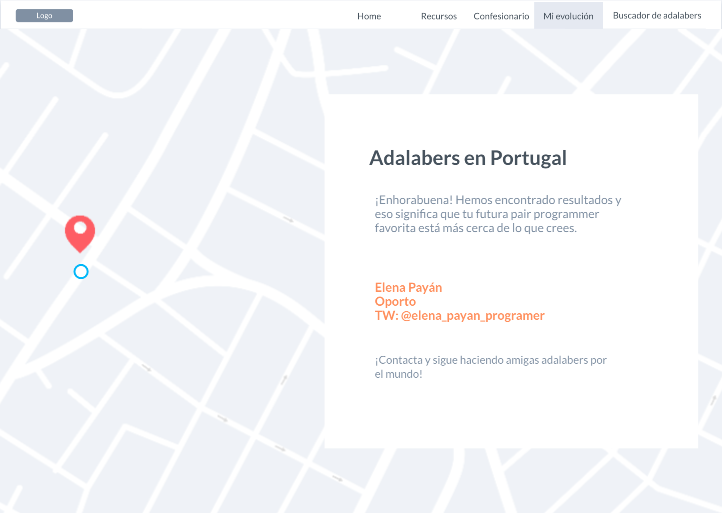 Logo
Home
Recursos
Confesionario
Mi evolución
Buscador de adalabers
Adalabers en Portugal
¡Enhorabuena! Hemos encontrado resultados y
eso significa que tu futura pair programmer
favorita está más cerca de lo que crees.
Elena Payán
Oporto
TW: @elena_payan_programer
¡Contacta y sigue haciendo amigas adalabers por
el mundo!